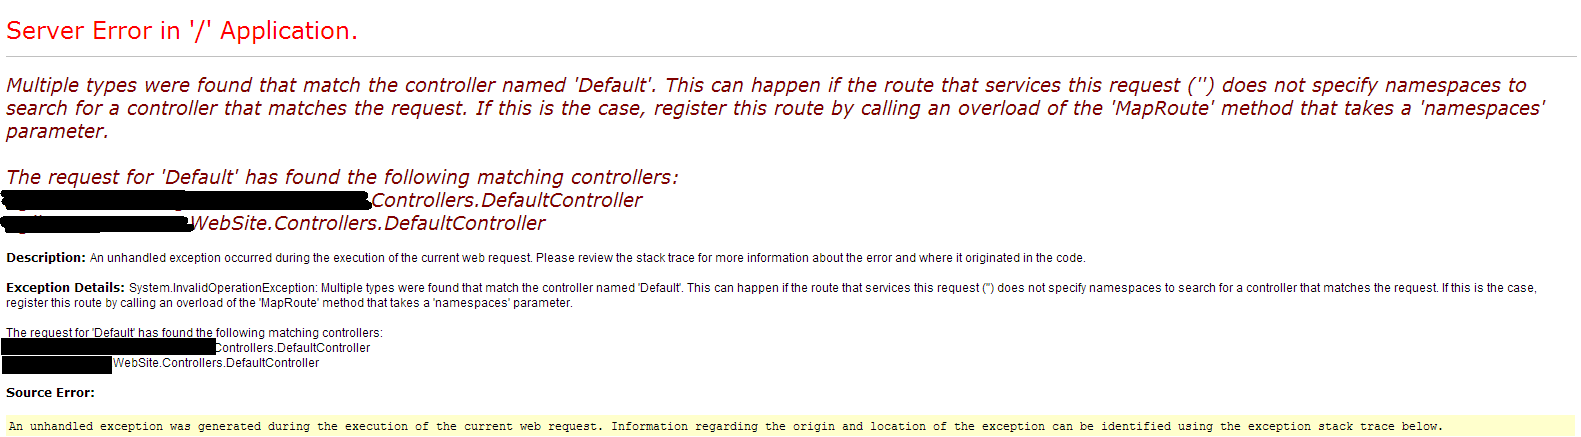 Server Error in '/' Application.
Multiple types were found that match the controller named 'Default'. This can happen if the route that services this request ('') does not specify namespaces to
search for a controller that matches the request. If this is the case, register this route by calling an overload of the 'MapRoute' method that takes a 'namespaces'
parameter.
The request for 'Default' has found the following matching controllers:
.Controllers.DefaultController
WebSite.Controllers.DefaultController
Description: An unhandled exception occurred during the execution of the current web request. Please review the stack trace for more information about the error and where it originated in the code.
Exception Details: System.InvalidOperationException: Multiple types were found that match the controller named 'Default'. This can happen if the route that services this request ('') does not specify namespaces to search for a controller that matches the request. If this is the case,
register this route by calling an overload of the 'MapRoute' method that takes a 'namespaces' parameter.
The request for 'Default' has found the following matching controllers:
Controllers.DefaultController
WebSite.Controllers.DefaultController
Source Error:
An unhandled exception was generated during the execution of the current web request. Information regarding the origin and location of the exception can be identified using the exception stack trace below.